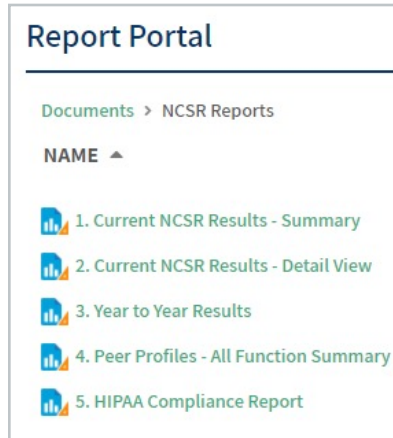 Report Portal
Documents > NCSR Reports
NAME
1. Current NCSR Results - Summary
2. Current NCSR Results - Detail View
3. Year to Year Results
4. Peer Profiles - All Function Summary
5. HIPAA Compliance Report